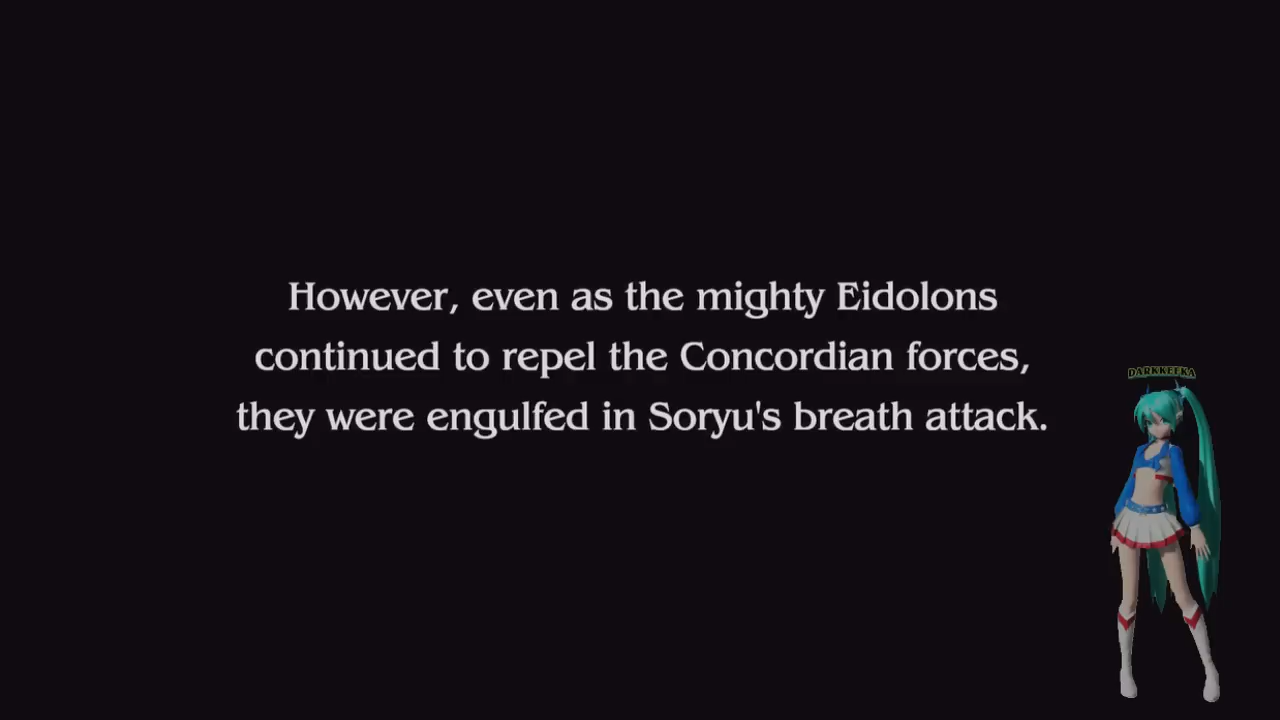 However, even as the mighty Eidolons
continued to repel the Concordian forces,
they were engulfed in Soryu's breath attack.
DARKKEEKA